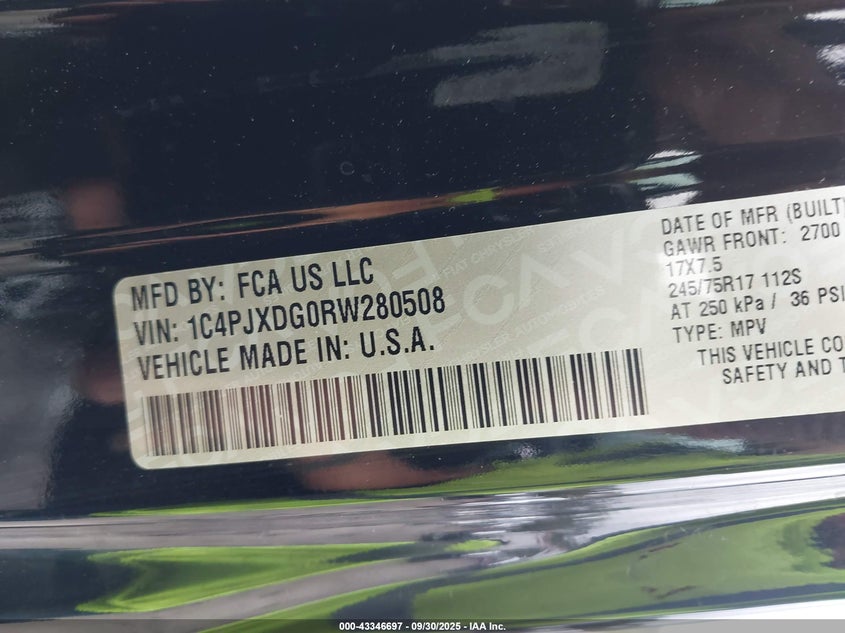 MFD BY: FCA US LLC
VIN: 1C4PJXDG0RW280508
VEHICLE MADE IN: U.S.A.
DATE OF MFR (BUILT)
GAWR FRONT: 2700
17X7.5
245/75R17 112S
AT 250 kPa / 36 PSI
TYPE: MPV
THIS VEHICLE CO
SAFETY AND T
000-43346697 - 09/30/2025 - IAA Inc.